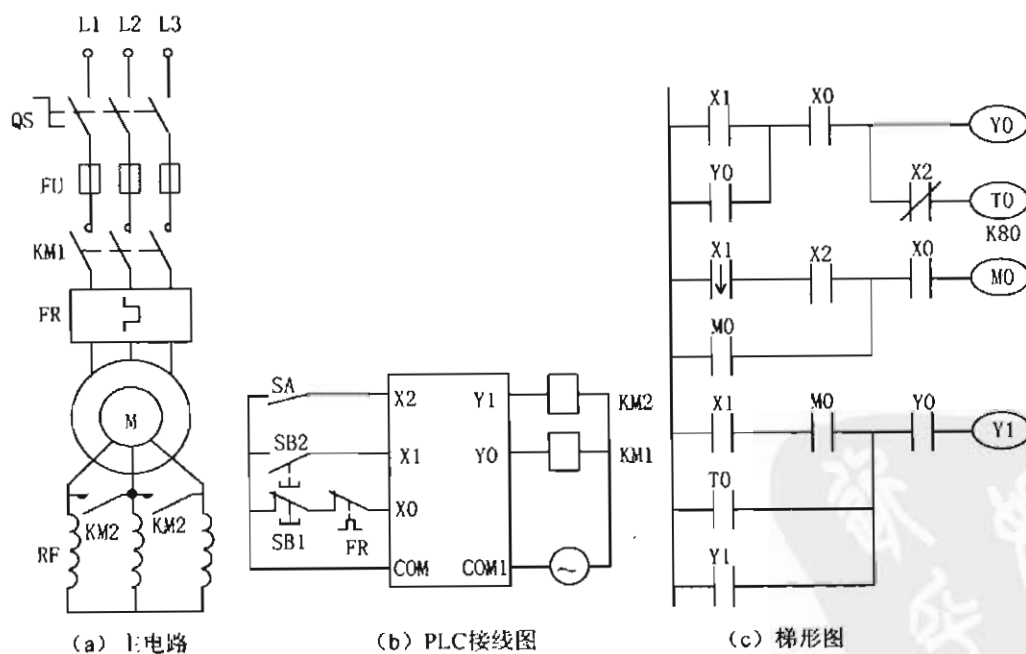 L1 L2 L3
QS
FU
KM1
FR
M
KM2 KM2
RF
(a) 主电路
SA
X2 Y1
KM2
SB2
X1 Y0
KM1
X0
SB1 FR
COM COM1
~
(b) PLC接线图
X1 X0
Y0
Y0
X2
T0
K80
X1 X2 X0
M0
M0
X1 M0 Y0
Y1
T0
Y1
(c) 梯形图